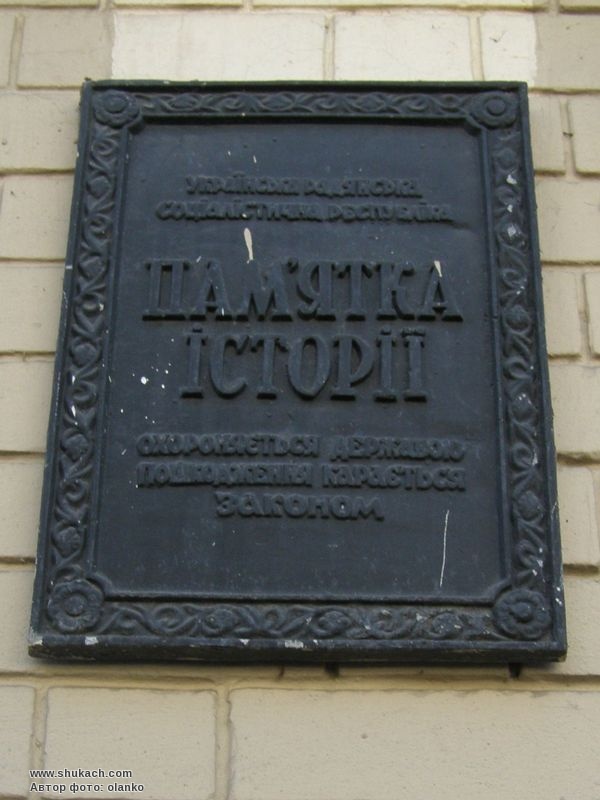 УКРАЇНСЬКА РАДЯНСЬКА
СОЦІАЛІСТИЧНА РЕСПУБЛІКА
ПАМ'ЯТКА
ІСТОРІЇ
ОХОРОНЯЄТЬСЯ ДЕРЖАВОЮ
ПОШКОДЖЕННЯ КАРАЄТЬСЯ
ЗАКОНОМ
www.shukach.com
Автор фото: olanko